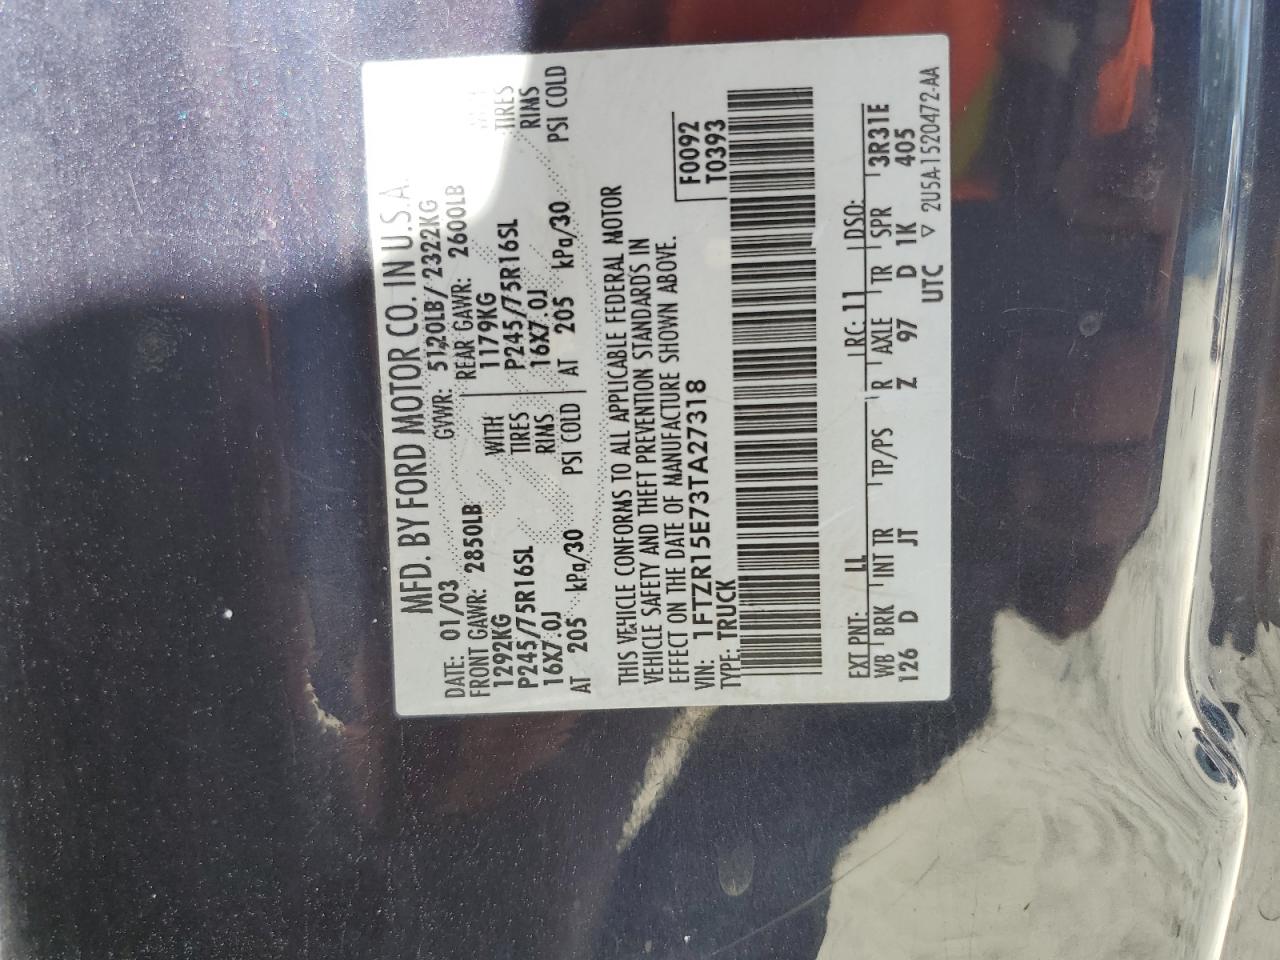 MFD. BY FORD MOTOR CO. IN U.S.A.
DATE: 01/03 GVWR: 5120LB/ 2322KG
FRONT GAWR: 2850LB REAR GAWR: 2600LB
1292KG WITH 1179KG
P245/75R16SL TIRES P245/75R16SL TIRES
16X7.0J RIMS 16X7.0J RIMS
AT 205 kPa/30 PSI COLD AT 205 kPa/30 PSI COLD
THIS VEHICLE CONFORMS TO ALL APPLICABLE FEDERAL MOTOR
VEHICLE SAFETY AND THEFT PREVENTION STANDARDS IN
EFFECT ON THE DATE OF MANUFACTURE SHOWN ABOVE.
VIN: 1FTZR15E73TA27318 F0092
TYPE: TRUCK T0393
EXT PNT: LL RC: 11 DSO:
WB BRK INT TR TP/PS R AXLE TR SPR 3R31E
126 D JT Z 97 D 1K 405
UTC ▽ 2U5A-1520472-AA